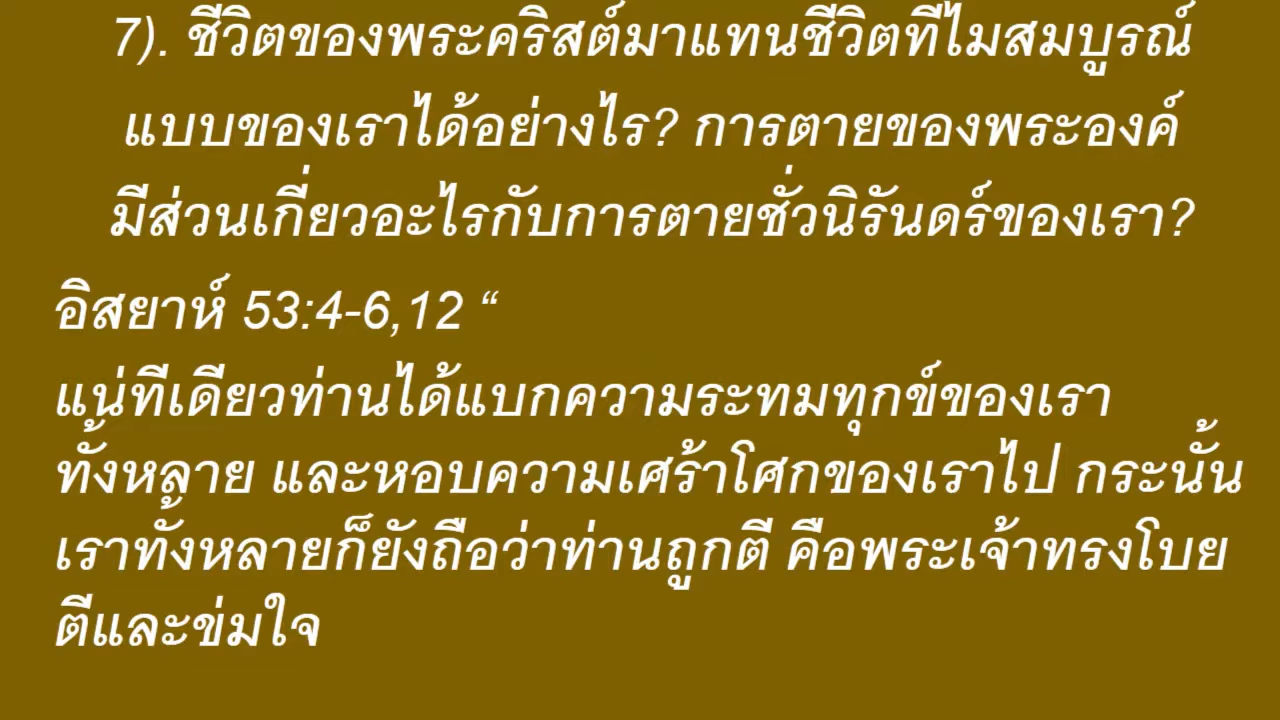 7). ชีวิตของพระคริสต์มาแทนชีวิตที่ไม่สมบูรณ์
แบบของเราได้อย่างไร? การตายของพระองค์
มีส่วนเกี่ยวอะไรกับการตายชั่วนิรันดร์ของเรา?
อิสยาห์ 53:4-6,12 “
แน่ทีเดียวท่านได้แบกความระทมทุกข์ของเรา
ทั้งหลาย และหอบความเศร้าโศกของเราไป กระนั้น
เราทั้งหลายก็ยังถือว่าท่านถูกตี คือพระเจ้าทรงโบย
ตีและข่มใจ